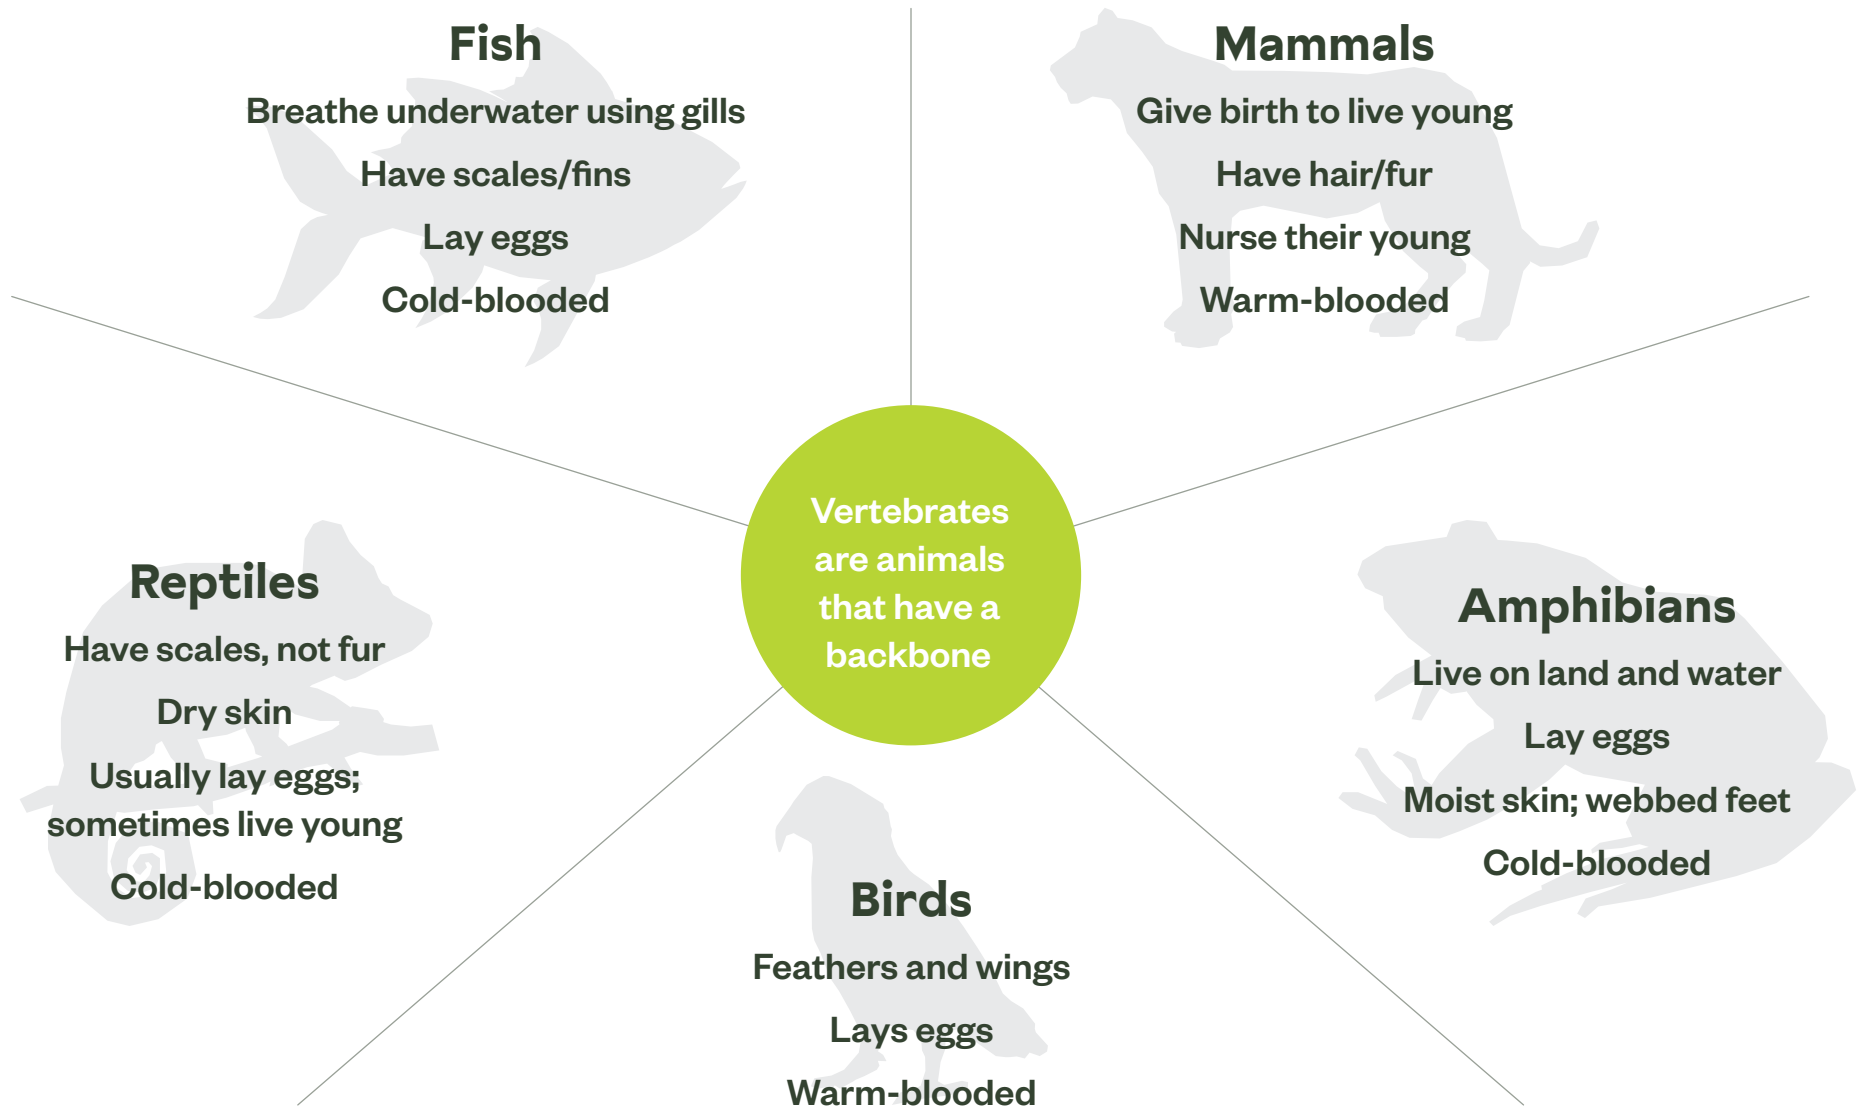 Fish
Breathe underwater using gills
Have scales/fins
Lay eggs
Cold-blooded
Mammals
Give birth to live young
Have hair/fur
Nurse their young
Warm-blooded
Vertebrates
are animals
that have a
backbone
Reptiles
Have scales, not fur
Dry skin
Usually lay eggs;
sometimes live young
Cold-blooded
Amphibians
Live on land and water
Lay eggs
Moist skin; webbed feet
Cold-blooded
Birds
Feathers and wings
Lays eggs
Warm-blooded